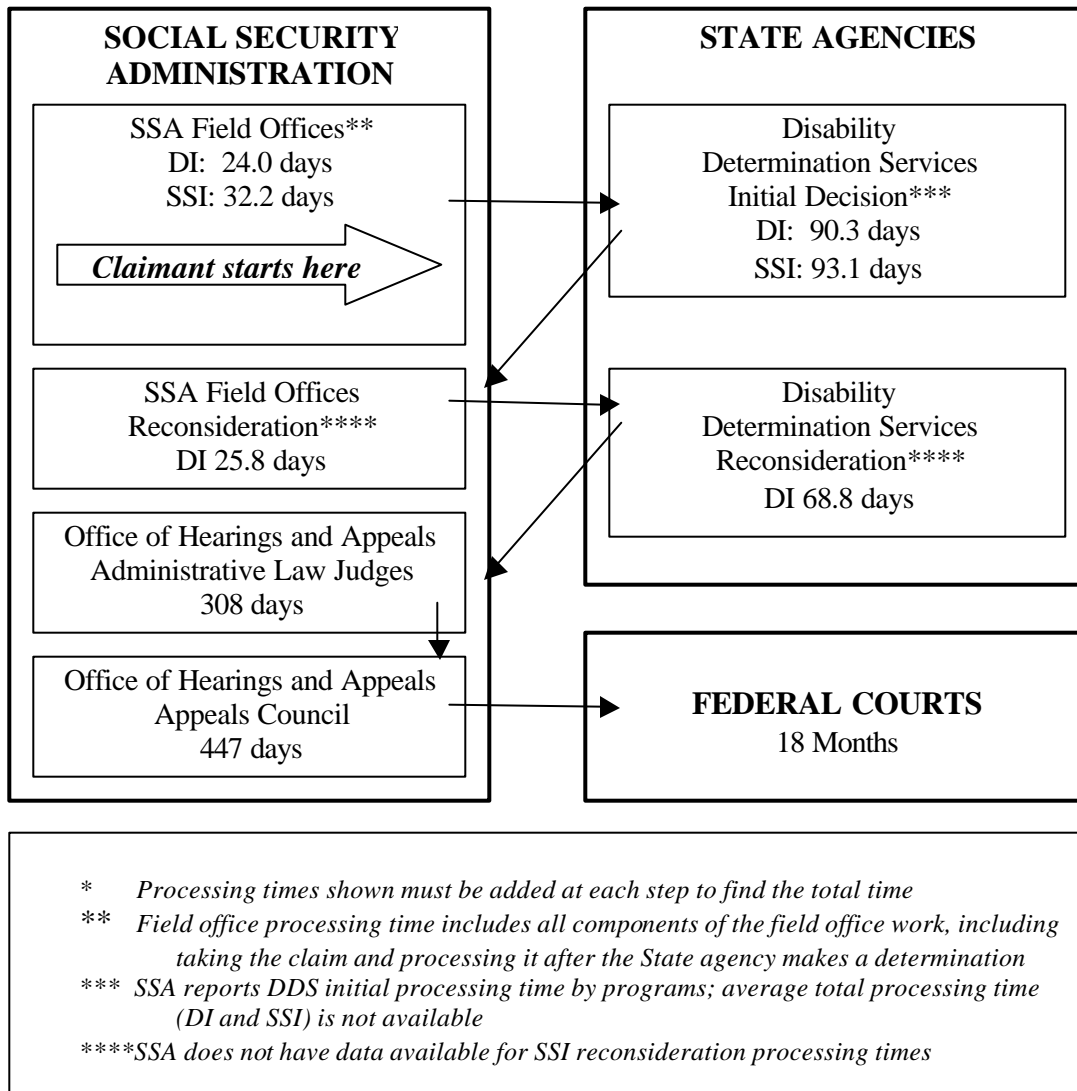 SOCIAL SECURITY
ADMINISTRATION
SSA Field Offices**
DI: 24.0 days
SSI: 32.2 days
Claimant starts here
SSA Field Offices
Reconsideration****
DI 25.8 days
Office of Hearings and Appeals
Administrative Law Judges
308 days
Office of Hearings and Appeals
Appeals Council
447 days
STATE AGENCIES
Disability
Determination Services
Initial Decision***
DI: 90.3 days
SSI: 93.1 days
Disability
Determination Services
Reconsideration****
DI 68.8 days
FEDERAL COURTS
18 Months
* Processing times shown must be added at each step to find the total time
** Field office processing time includes all components of the field office work, including
taking the claim and processing it after the State agency makes a determination
*** SSA reports DDS initial processing time by programs; average total processing time
(DI and SSI) is not available
****SSA does not have data available for SSI reconsideration processing times